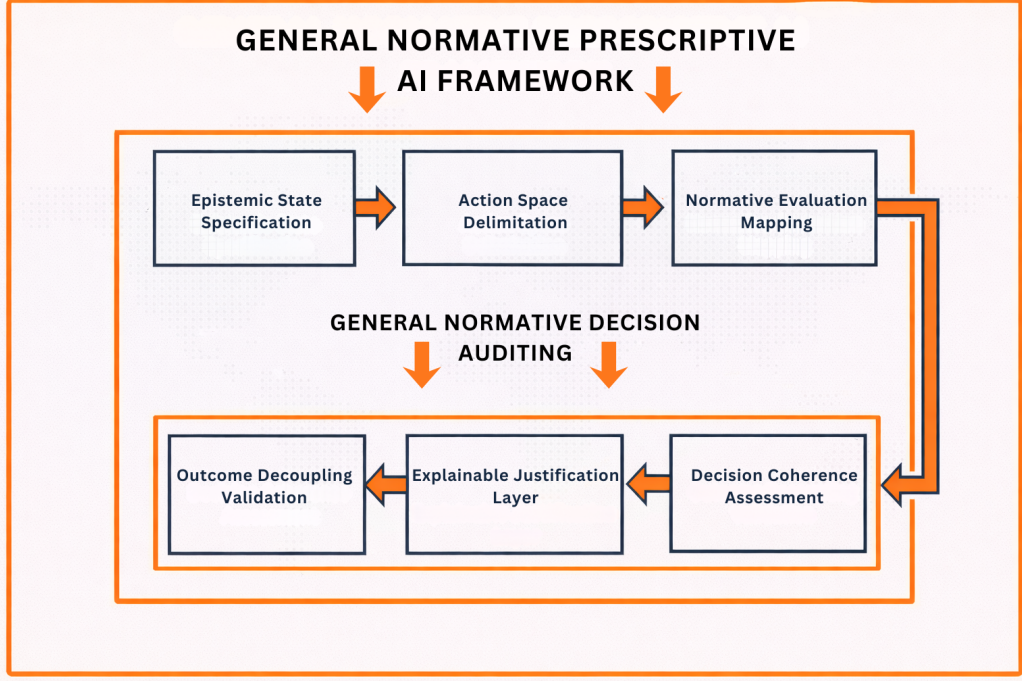 GENERAL NORMATIVE PRESCRIPTIVE
AI FRAMEWORK
Epistemic State
Specification
Action Space
Delimitation
Normative Evaluation
Mapping
GENERAL NORMATIVE DECISION
AUDITING
Outcome Decoupling
Validation
Explainable Justification
Layer
Decision Coherence
Assessment